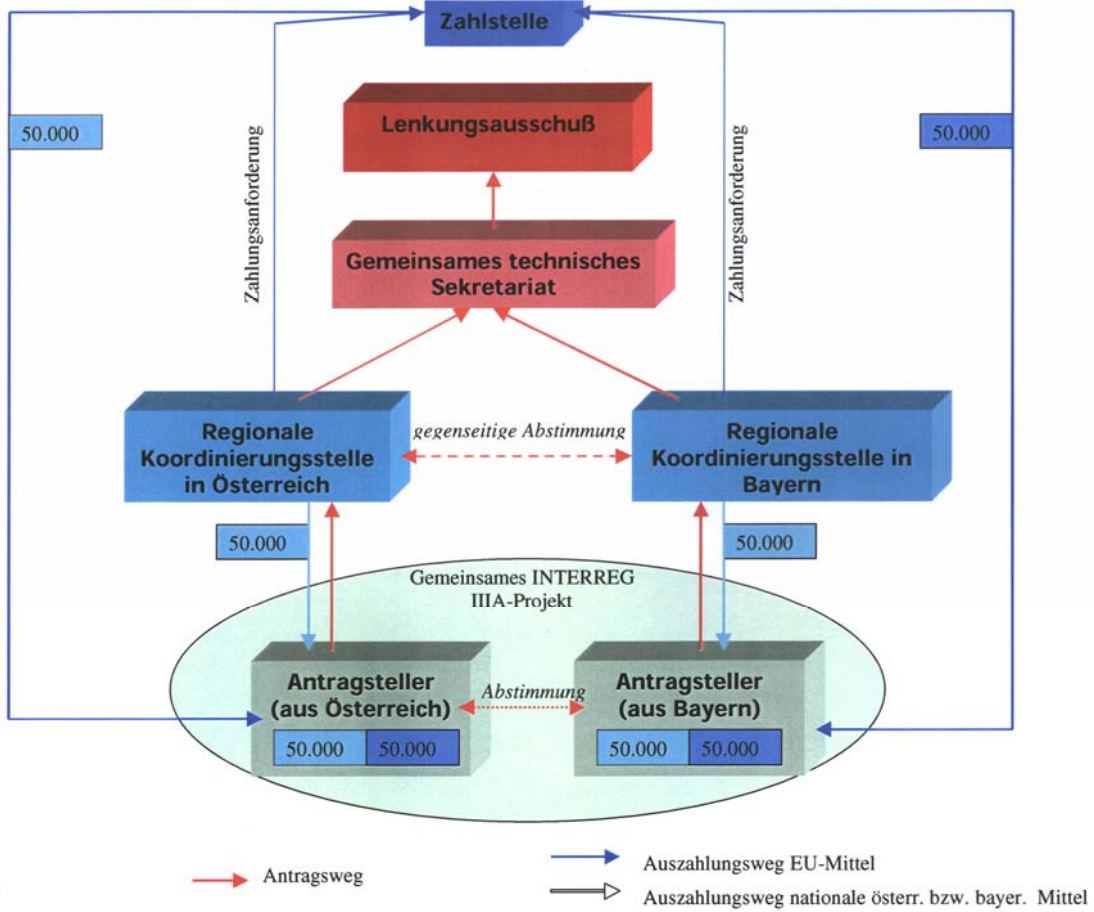 Zahlstelle
50.000
50.000
Lenkungsausschuß
Zahlungsanforderung
Zahlungsanforderung
Gemeinsames technisches
Sekretariat
Regionale
Koordinierungsstelle
in Österreich
gegenseitige Abstimmung
Regionale
Koordinierungsstelle in
Bayern
50.000
50.000
Gemeinsames INTERREG
IIIA-Projekt
Antragsteller
(aus Österreich)
Abstimmung
Antragsteller
(aus Bayern)
50.000 50.000
50.000 50.000
Antragsweg
Auszahlungsweg EU-Mittel
Auszahlungsweg nationale österr. bzw. bayer. Mittel